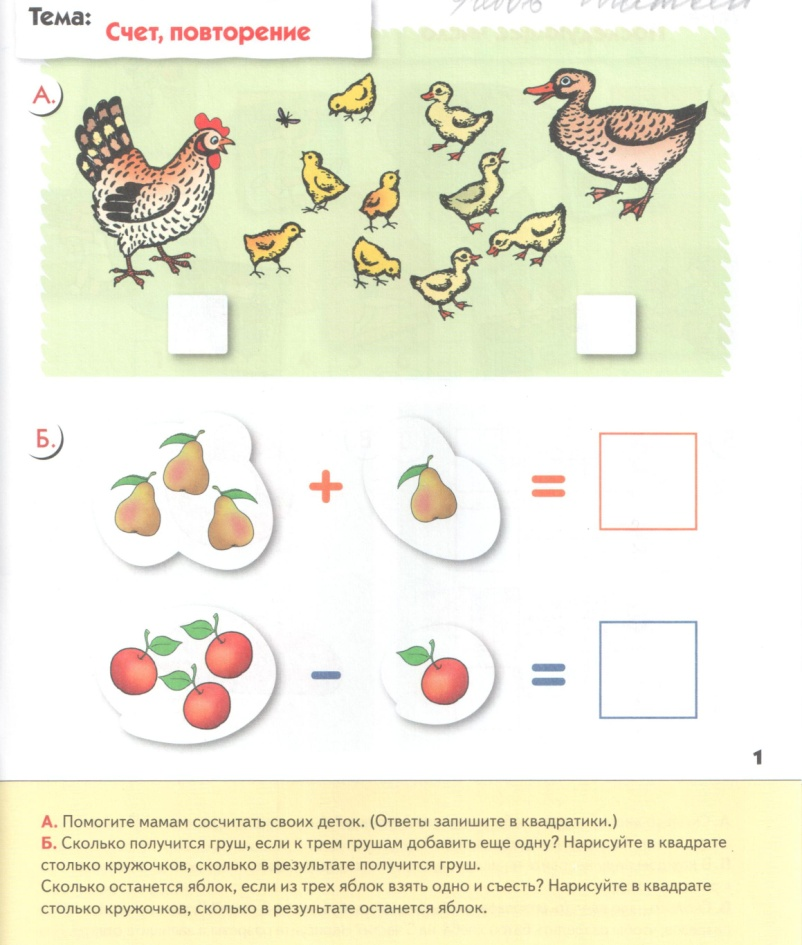 Тема:
Счет, повторение
А.
Б.
+
=
-
=
1
А. Помогите мамам сосчитать своих деток. (Ответы запишите в квадратики.)
Б. Сколько получится груш, если к трем грушам добавить еще одну? Нарисуйте в квадрате
столько кружочков, сколько в результате получится груш.
Сколько останется яблок, если из трех яблок взять одно и съесть? Нарисуйте в квадрате
столько кружочков, сколько в результате останется яблок.